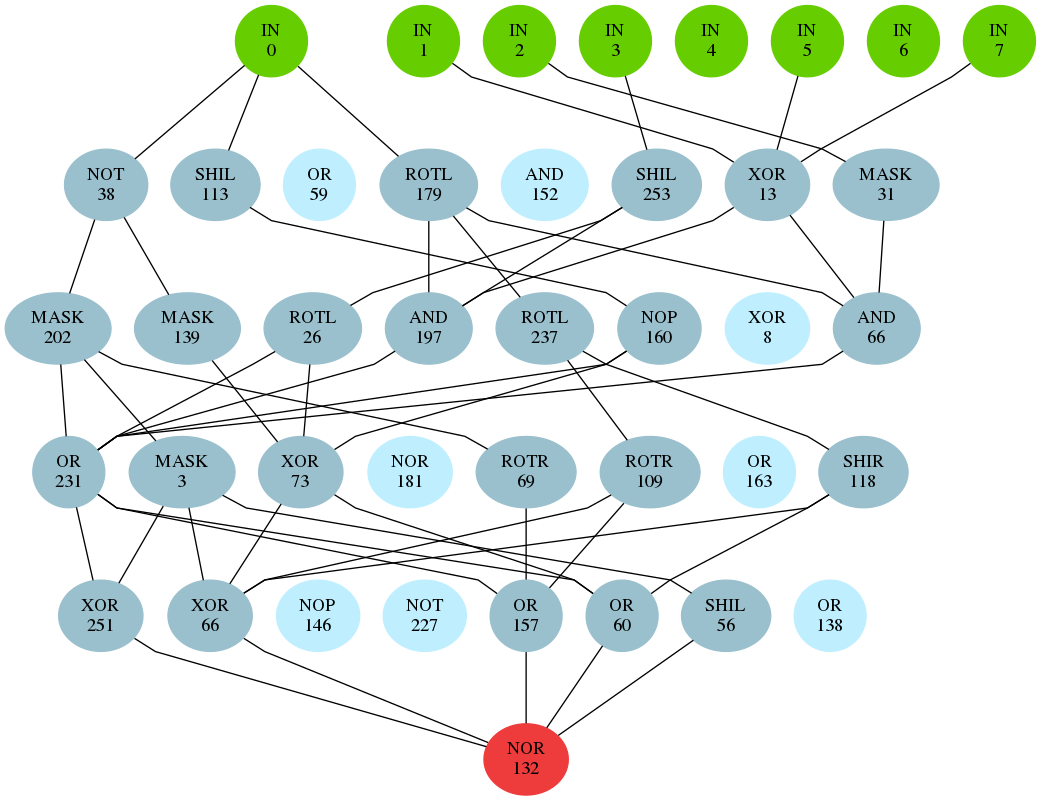 IN
0
IN
1
IN
2
IN
3
IN
4
IN
5
IN
6
IN
7
NOT
38
SHIL
113
OR
59
ROTL
179
AND
152
SHIL
253
XOR
13
MASK
31
MASK
202
MASK
139
ROTL
26
AND
197
ROTL
237
NOP
160
XOR
8
AND
66
OR
231
MASK
3
XOR
73
NOR
181
ROTR
69
ROTR
109
OR
163
SHIR
118
XOR
251
XOR
66
NOP
146
NOT
227
OR
157
OR
60
SHIL
56
OR
138
NOR
132